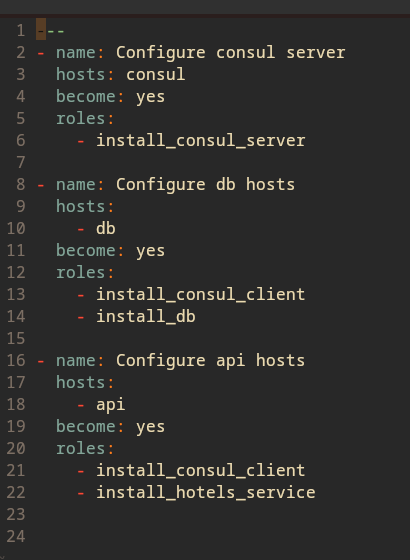 1 ---
2 - name: Configure consul server
3   hosts: consul
4   become: yes
5   roles:
6     - install_consul_server
7
8 - name: Configure db hosts
9   hosts:
10     - db
11   become: yes
12   roles:
13     - install_consul_client
14     - install_db
15
16 - name: Configure api hosts
17   hosts:
18     - api
19   become: yes
20   roles:
21     - install_consul_client
22     - install_hotels_service
23
24